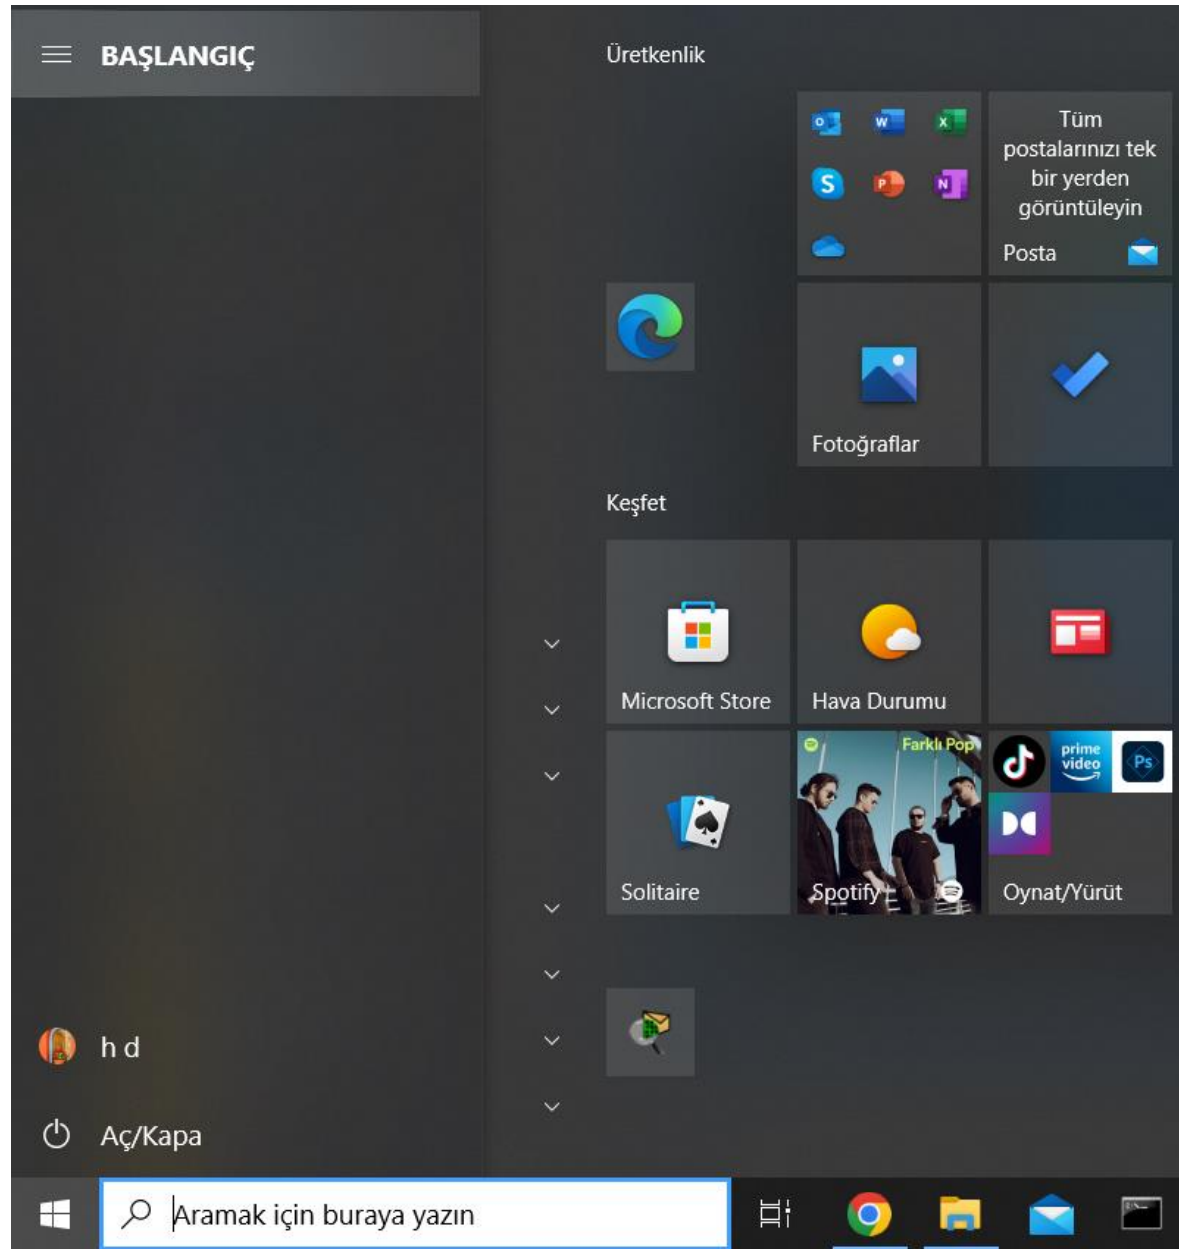 BAŞLANGIÇ
Üretkenlik
Tüm
postalarınızı tek
bir yerden
görüntüleyin
Posta
Fotoğraflar
Keşfet
Microsoft Store
Hava Durumu
Farklı Pop
prime
video
Ps
Solitaire
Spotify
Oynat/Yürüt
h d
Aç/Kapa
Aramak için buraya yazın